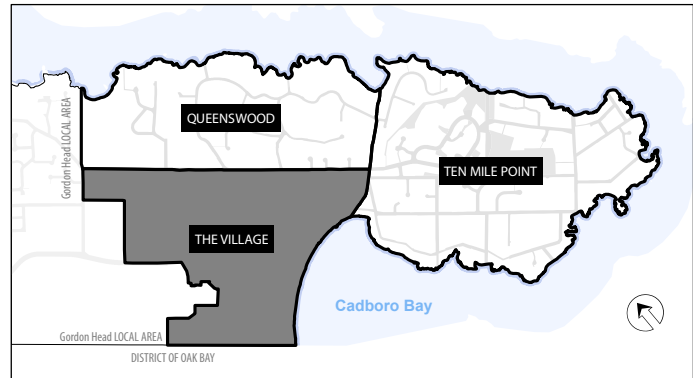 QUEENSWOOD
Gordon Head LOCAL AREA
TEN MILE POINT
THE VILLAGE
Cadboro Bay
Gordon Head LOCAL AREA
DISTRICT OF OAK BAY